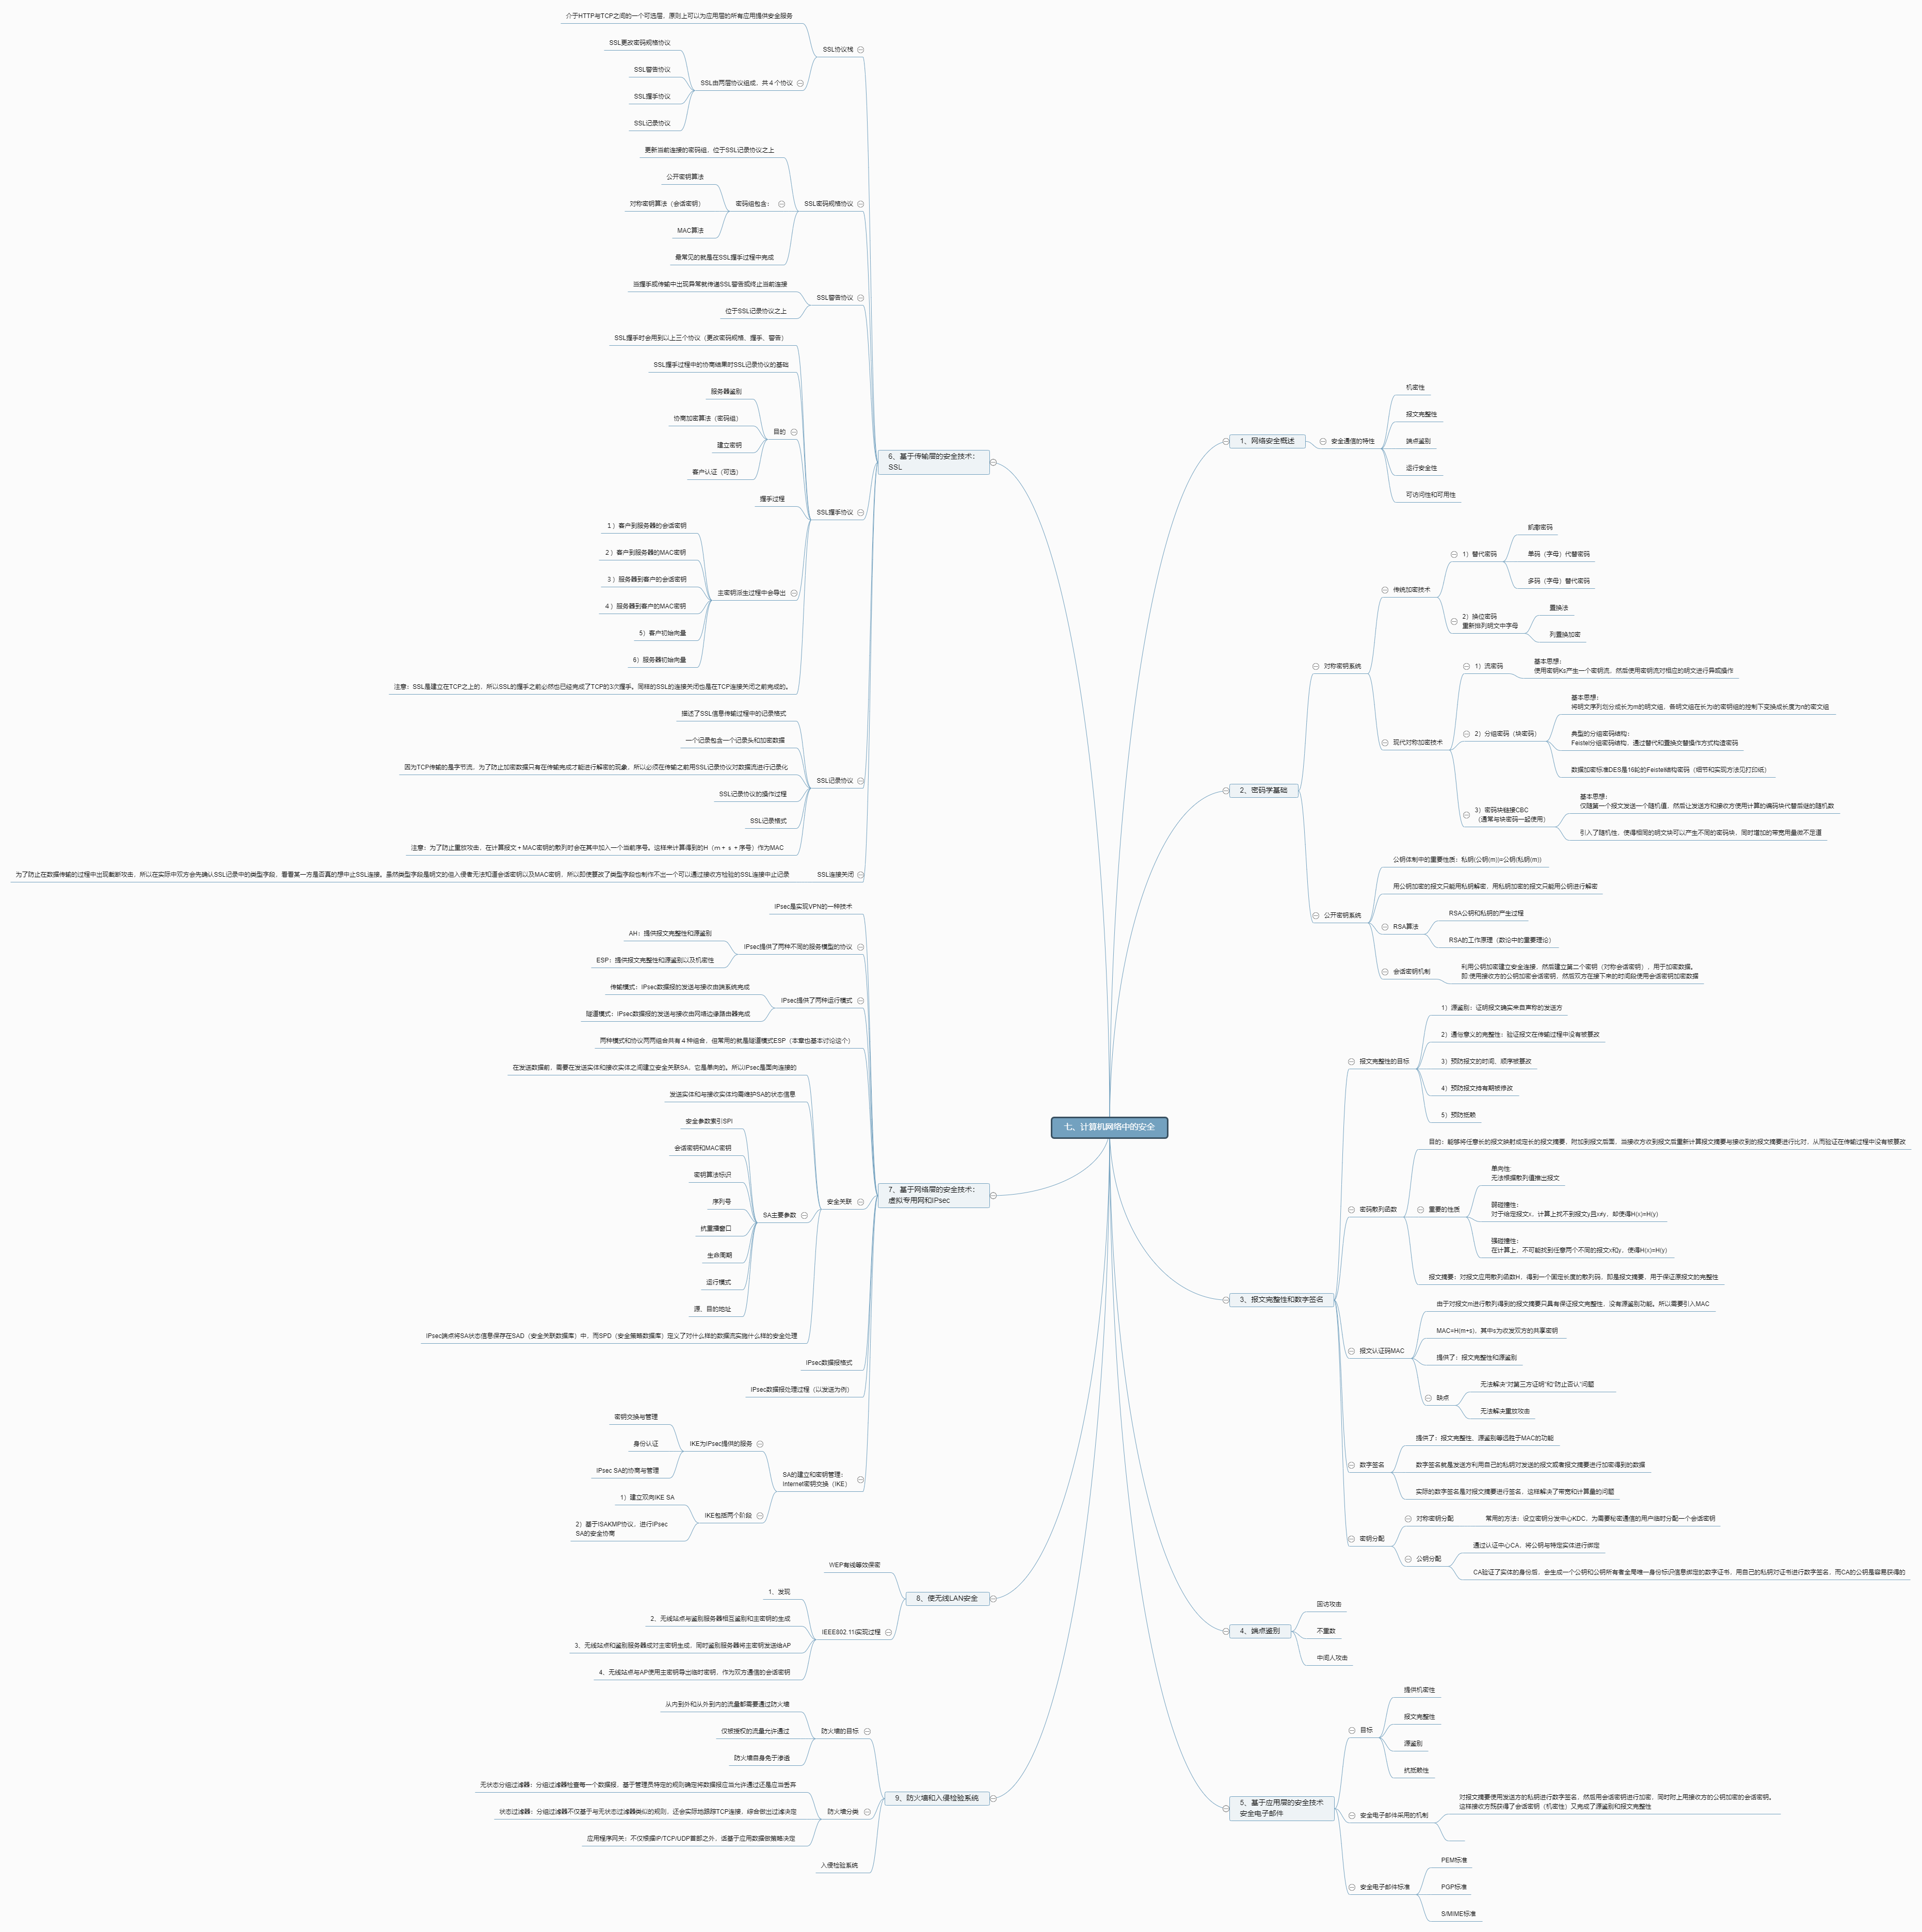 七、计算机网络中的安全
1、网络安全概述
安全通信的特性
机密性
报文完整性
端点鉴别
运行安全性
可访问性和可用性
2、密码学基础
对称密钥系统
传统加密技术
1）替代密码
凯撒密码
单码（字母）代替密码
多码（字母）替代密码
2）换位密码
重新排列明文中字母
置换法
列置换加密
现代对称加密技术
1）流密码
基本思想：
使用密钥Ks产生一个密钥流，然后使用密钥流对相应的明文进行异或操作
2）分组密码（块密码）
基本思想：
将明文序列划分成长为m的明文组，各明文组在长为i的密钥组的控制下变换成长度为n的密文组
典型的分组密码结构：
Feistel分组密码结构，通过替代和置换交替操作方式构造密码
数据加密标准DES是16轮的Feistel结构密码（细节和实现方法见打印纸）
3）密码块链接CBC
（通常与块密码一起使用）
基本思想：
仅随第一个报文发送一个随机值，然后让发送方和接收方使用计算的编码块代替后继的随机数
引入了随机性，使得相同的明文块可以产生不同的密码块，同时增加的带宽用量微不足道
公开密钥系统
公钥体制中的重要性质：私钥(公钥(m))=公钥(私钥(m))
用公钥加密的报文只能用私钥解密，用私钥加密的报文只能用公钥进行解密
RSA算法
RSA公钥和私钥的产生过程
RSA的工作原理（数论中的重要理论）
会话密钥机制
利用公钥加密建立安全连接，然后建立第二个密钥（对称会话密钥），用于加密数据。
即:使用接收方的公钥加密会话密钥，然后双方在接下来的时间段使用会话密钥加密数据
3、报文完整性和数字签名
报文完整性的目标
1）源鉴别：证明报文确实来自声称的发送方
2）通俗意义的完整性：验证报文在传输过程中没有被篡改
3）预防报文的时间、顺序被篡改
4）预防报文持有期被修改
5）预防抵赖
密码散列函数
目的：能够将任意长的报文映射成定长的报文摘要，附加到报文后面，当接收方收到报文后重新计算报文摘要与接收到的报文摘要进行比对，从而验证在传输过程中没有被篡改
重要的性质
单向性:
无法根据散列值推出报文
弱碰撞性：
对于给定报文x，计算上找不到报文y且x≠y，却使得H(x)=H(y)
强碰撞性：
在计算上，不可能找到任意两个不同的报文x和y，使得H(x)=H(y)
报文摘要：对报文应用散列函数H，得到一个固定长度的散列码，即是报文摘要，用于保证原报文的完整性
报文认证码MAC
由于对报文m进行散列得到的报文摘要只具有保证报文完整性，没有源鉴别功能。所以需要引入MAC
MAC=H(m+s)，其中s为收发双方的共享密钥
提供了：报文完整性和源鉴别
缺点
无法解决“对第三方证明”和“防止否认”问题
无法解决重放攻击
数字签名
提供了：报文完整性、源鉴别等远胜于MAC的功能
数字签名就是发送方利用自己的私钥对发送的报文或者报文摘要进行加密得到的数据
实际的数字签名是对报文摘要进行签名，这样解决了带宽和计算量的问题
密钥分配
对称密钥分配
常用的方法：设立密钥分发中心KDC，为需要秘密通信的用户临时分配一个会话密钥
公钥分配
通过认证中心CA，将公钥与特定实体进行绑定
CA验证了实体的身份后，会生成一个公钥和公钥所有者全局唯一身份标识信息绑定的数字证书，用自己的私钥对证书进行数字签名，而CA的公钥是容易获得的
4、端点鉴别
回访攻击
不重数
中间人攻击
5、基于应用层的安全技术
安全电子邮件
目标
提供机密性
报文完整性
源鉴别
抗抵赖性
安全电子邮件采用的机制
对报文摘要使用发送方的私钥进行数字签名，然后用会话密钥进行加密，同时附上用接收方的公钥加密的会话密钥。
这样接收方既获得了会话密钥（机密性）又完成了源鉴别和报文完整性
安全电子邮件标准
PEM标准
PGP标准
S/MIME标准
6、基于传输层的安全技术：
SSL
SSL协议栈
介于HTTP与TCP之间的一个可选层，原则上可以为应用层的所有应用提供安全服务
SSL由两层协议组成，共４个协议
SSL更改密码规格协议
SSL警告协议
SSL握手协议
SSL记录协议
SSL密码规格协议
更新当前连接的密码组，位于SSL记录协议之上
密码组包含：
公开密钥算法
对称密钥算法（会话密钥）
MAC算法
最常见的就是在SSL握手过程中完成
SSL警告协议
当握手或传输中出现异常就传递SSL警告或终止当前连接
位于SSL记录协议之上
SSL握手协议
SSL握手时会用到以上三个协议（更改密码规格、握手、警告）
SSL握手过程中的协商结果时SSL记录协议的基础
目的
服务器鉴别
协商加密算法（密码组）
建立密钥
客户认证（可选）
握手过程
主密钥派生过程中会导出
１）客户到服务器的会话密钥
２）客户到服务器的MAC密钥
３）服务器到客户的会话密钥
４）服务器到客户的MAC密钥
5）客户初始向量
6）服务器初始向量
注意：SSL是建立在TCP之上的，所以SSL的握手之前必然也已经完成了TCP的3次握手。同样的SSL的连接关闭也是在TCP连接关闭之前完成的。
SSL记录协议
描述了SSL信息传输过程中的记录格式
一个记录包含一个记录头和加密数据
因为TCP传输的是字节流，为了防止加密数据只有在传输完成才能进行解密的现象，所以必须在传输之前用SSL记录协议对数据流进行记录化
SSL记录协议的操作过程
SSL记录格式
注意：为了防止重放攻击，在计算报文＋MAC密钥的散列时会在其中加入一个当前序号。这样来计算得到的H（m＋ｓ＋序号）作为MAC
SSL连接关闭
为了防止在数据传输的过程中出现截断攻击，所以在实际中双方会先确认SSL记录中的类型字段，看看某一方是否真的想中止SSL连接。虽然类型字段是明文的但入侵者无法知道会话密钥以及MAC密钥，所以即使篡改了类型字段也制作不出一个可以通过接收方检验的SSL连接中止记录
7、基于网络层的安全技术：
虚拟专用网和IPsec
IPsec是实现VPN的一种技术
IPsec提供了两种不同的服务模型的协议
AH：提供报文完整性和源鉴别
ESP：提供报文完整性和源鉴别以及机密性
IPsec提供了两种运行模式
传输模式：IPsec数据报的发送与接收由端系统完成
隧道模式：IPsec数据报的发送与接收由网络边缘路由器完成
两种模式和协议两两组合共有４种组合，但常用的就是隧道模式ESP（本章也基本讨论这个）
安全关联
在发送数据前，需要在发送实体和接收实体之间建立安全关联SA，它是单向的。所以IPsec是面向连接的
发送实体和与接收实体均需维护SA的状态信息
SA主要参数
安全参数索引SPI
会话密钥和MAC密钥
密钥算法标识
序列号
抗重播窗口
生命周期
运行模式
源、目的地址
IPsec端点将SA状态信息保存在SAD（安全关联数据库）中，而SPD（安全策略数据库）定义了对什么样的数据流实施什么样的安全处理
IPsec数据报格式
IPsec数据报处理过程（以发送为例）
SA的建立和密钥管理：
Internet密钥交换（IKE）
IKE为IPsec提供的服务
密钥交换与管理
身份认证
IPsec SA的协商与管理
IKE包括两个阶段
1）建立双向IKE SA
2）基于ISAKMP协议，进行IPsec
SA的安全协商
8、使无线LAN安全
WEP有线等效保密
IEEE802.11i实现过程
1、发现
2、无线站点与鉴别服务器相互鉴别和主密钥的生成
3、无线站点和鉴别服务器成对主密钥生成，同时鉴别服务器将主密钥发送给AP
4、无线站点与AP使用主密钥导出临时密钥，作为双方通信的会话密钥
9、防火墙和入侵检验系统
防火墙的目标
从内到外和从外到内的流量都需要通过防火墙
仅被授权的流量允许通过
防火墙自身免于渗透
防火墙分类
无状态分组过滤器：分组过滤器检查每一个数据报，基于管理员特定的规则确定将数据报应当允许通过还是应当丢弃
状态过滤器：分组过滤器不仅基于与无状态过滤器类似的规则，还会实际地跟踪TCP连接，综合做出过滤决定
应用程序网关：不仅根据IP/TCP/UDP首部之外，话基于应用数据做策略决定
入侵检验系统